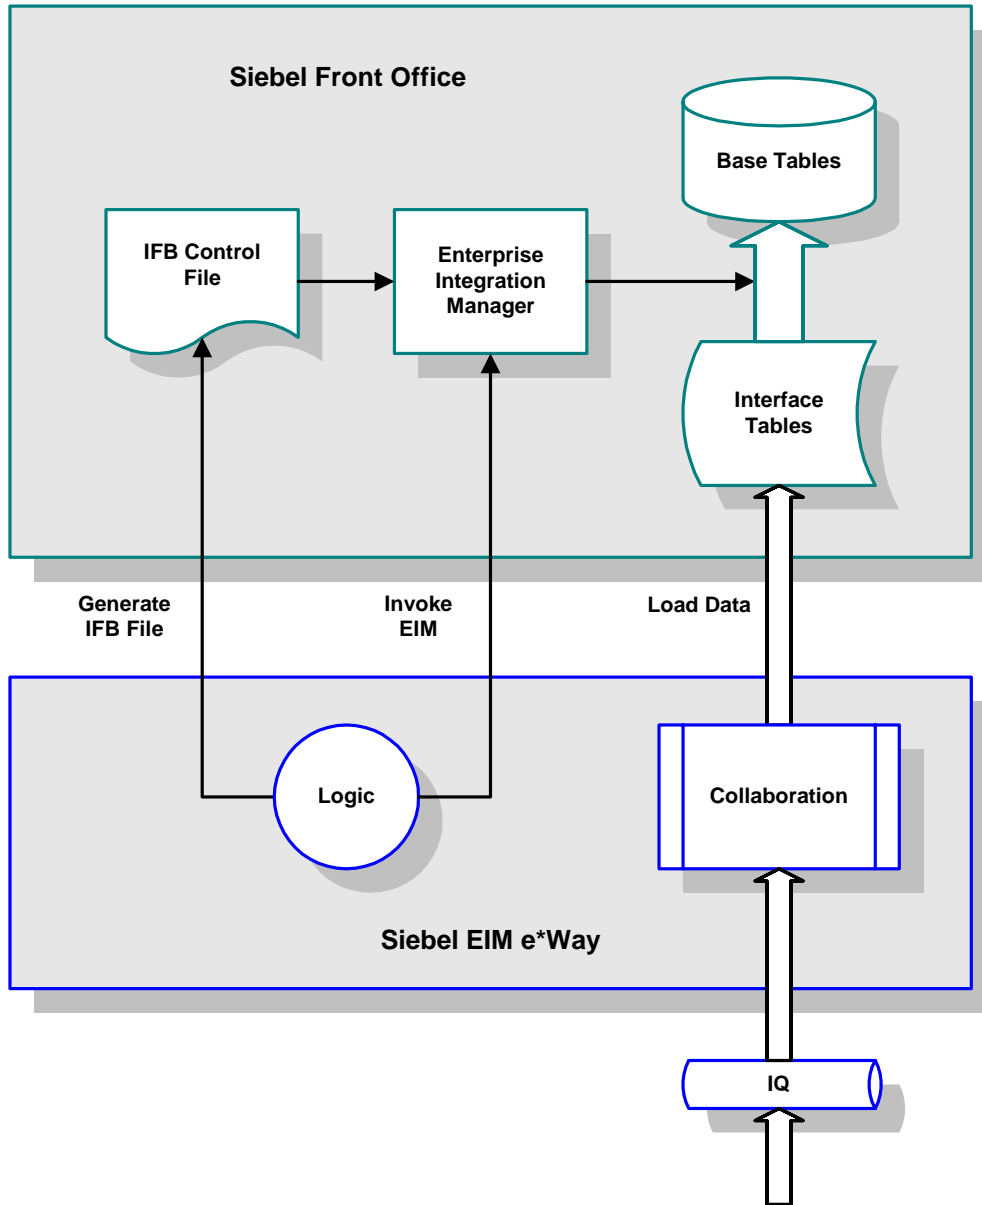 Siebel Front Office
Base Tables
IFB Control
File
Enterprise
Integration
Manager
Interface
Tables
Generate
IFB File
Invoke
EIM
Load Data
Logic
Collaboration
Siebel EIM e*Way
IQ